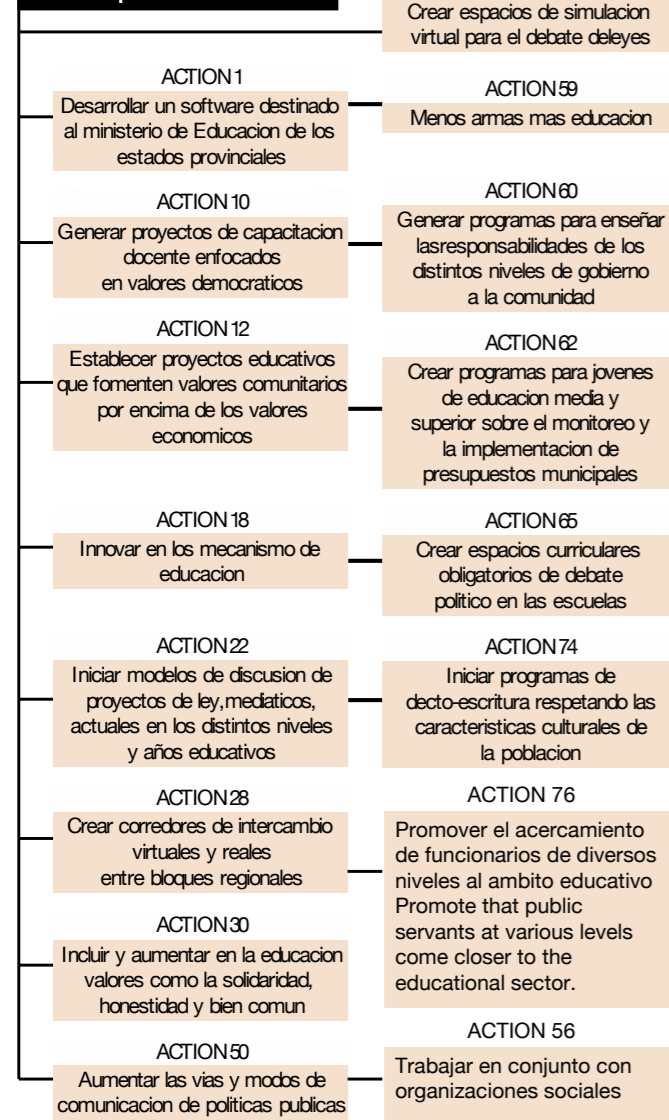 Crear espacios de simulacion
virtual para el debate deleyes
ACTION 1
Desarrollar un software destinado
al ministerio de Educacion de los
estados provinciales
ACTION 59
Menos armas mas educacion
ACTION 10
Generar proyectos de capacitacion
docente enfocados
en valores democraticos
ACTION 60
Generar programas para enseñar
lasresponsabilidades de los
distintos niveles de gobierno
a la comunidad
ACTION 12
Establecer proyectos educativos
que fomenten valores comunitarios
por encima de los valores
economicos
ACTION 62
Crear programas para jovenes
de educacion media y
superior sobre el monitoreo y
la implementacion de
presupuestos municipales
ACTION 18
Innovar en los mecanismo de
educacion
ACTION 65
Crear espacios curriculares
obligatorios de debate
politico en las escuelas
ACTION 22
Iniciar modelos de discusion de
proyectos de ley, mediaticos,
actuales en los distintos niveles
y años educativos
ACTION 74
Iniciar programas de
decto-escritura respetando las
caracteristicas culturales de
la poblacion
ACTION 28
Crear corredores de intercambio
virtuales y reales
entre bloques regionales
ACTION 76
Promover el acercamiento
de funcionarios de diversos
niveles al ambito educativo
Promote that public
servants at various levels
come closer to the
educational sector.
ACTION 30
Incluir y aumentar en la educacion
valores como la solidaridad,
honestidad y bien comun
ACTION 50
Aumentar las vias y modos de
comunicacion de politicas publicas
ACTION 56
Trabajar en conjunto con
organizaciones sociales